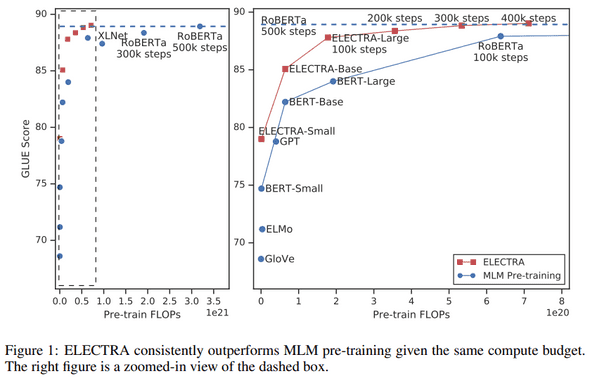 90
85
80
75
70
GLUE Score
XLNet
RoBERTa
300k steps
RoBERTa
500k steps
0.0 0.5 1.0 1.5 2.0 2.5 3.0 3.5
1e21
Pre-train FLOPs
90
85
80
75
70
RoBERTa
500k steps
200k steps 300k steps 400k steps
ELECTRA-Large
100k steps
RoBERTa
100k steps
ELECTRA-Base
BERT-Large
BERT-Base
ELECTRA-Small
GPT
BERT-Small
ELMo
GloVe
ELECTRA
MLM Pre-training
0 1 2 3 4 5 6 7 8
1e20
Pre-train FLOPs
Figure 1: ELECTRA consistently outperforms MLM pre-training given the same compute budget.
The right figure is a zoomed-in view of the dashed box.